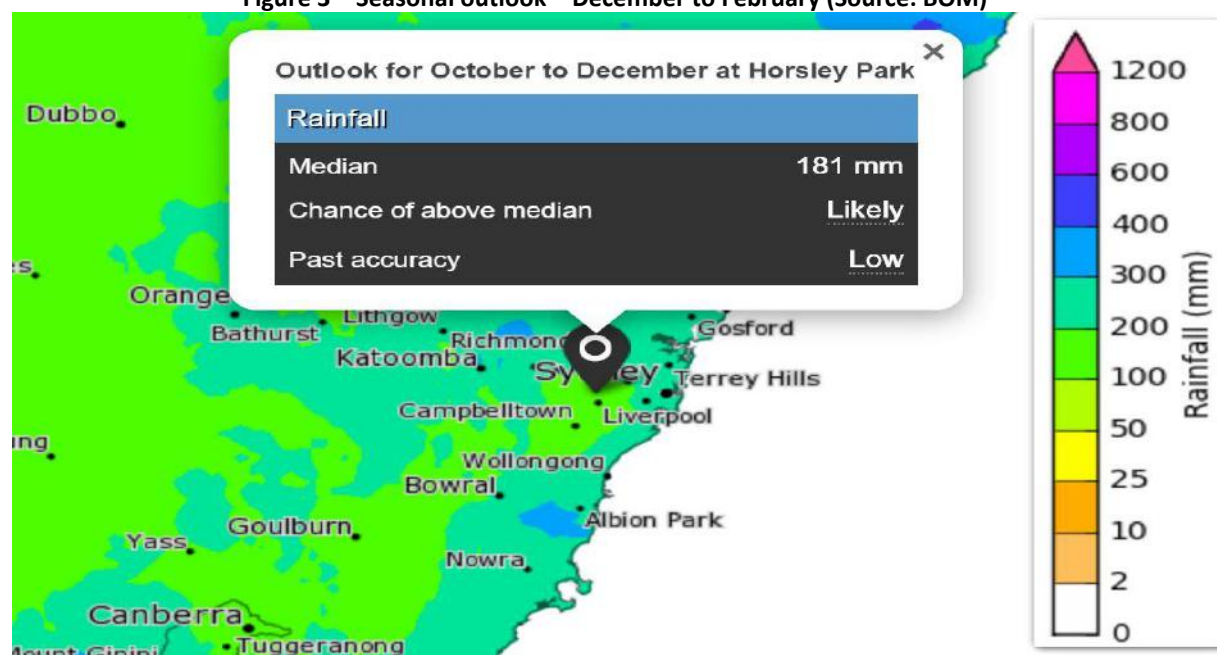 Figure 3 – Seasonal outlook – December to February (Source: BOM)
Outlook for October to December at Horsley Park ×
Rainfall
Median 181 mm
Chance of above median Likely
Past accuracy Low
Dubbo
Orange
Bathurst
Lithgow
Katoomba
Gosford
Terrey Hills
Campbelltown
Liverpool
Wollongong
Bowral
Albion Park
Goulburn
Yass
Nowra
Canberra
Tuggeranong
1200
800
600
400
300
200
100
50
25
10
2
0
Rainfall (mm)